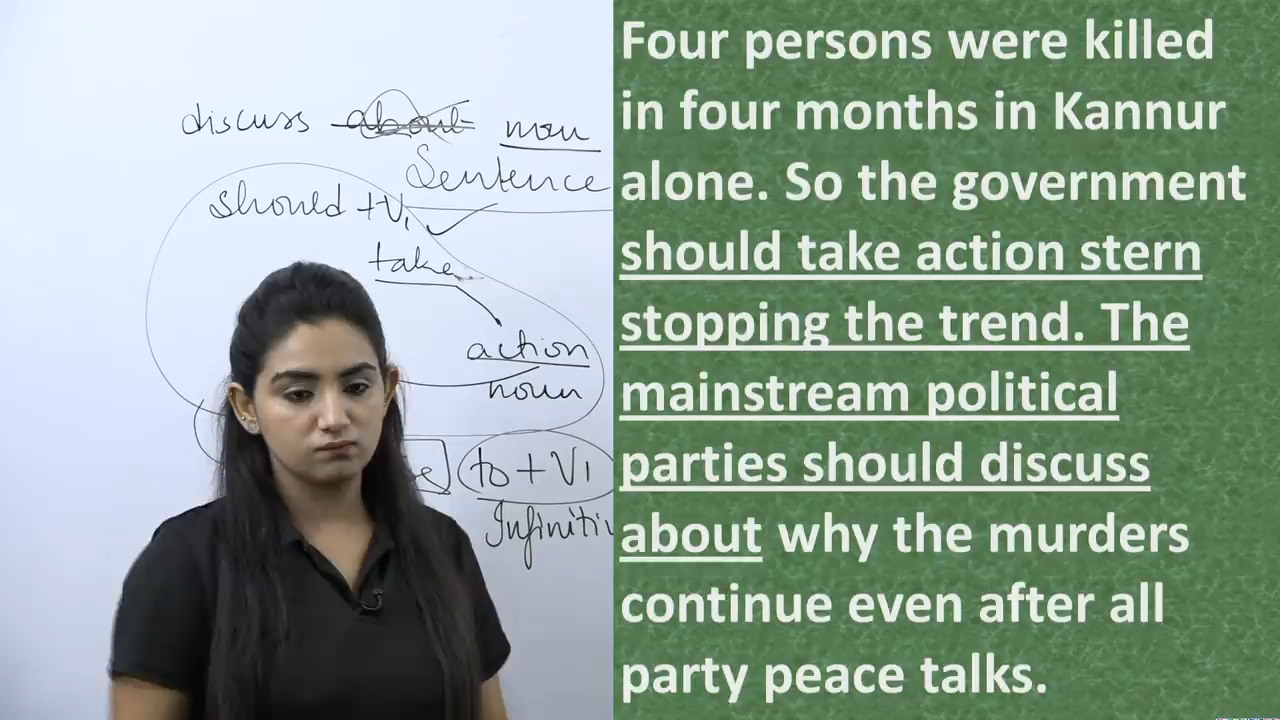 discuss about noun
Sentence
should + V1
take
action
noun
to + V1
Four persons were killed
in four months in Kannur
alone. So the government
should take action stern
stopping the trend. The
mainstream political
parties should discuss
about why the murders
continue even after all
party peace talks.